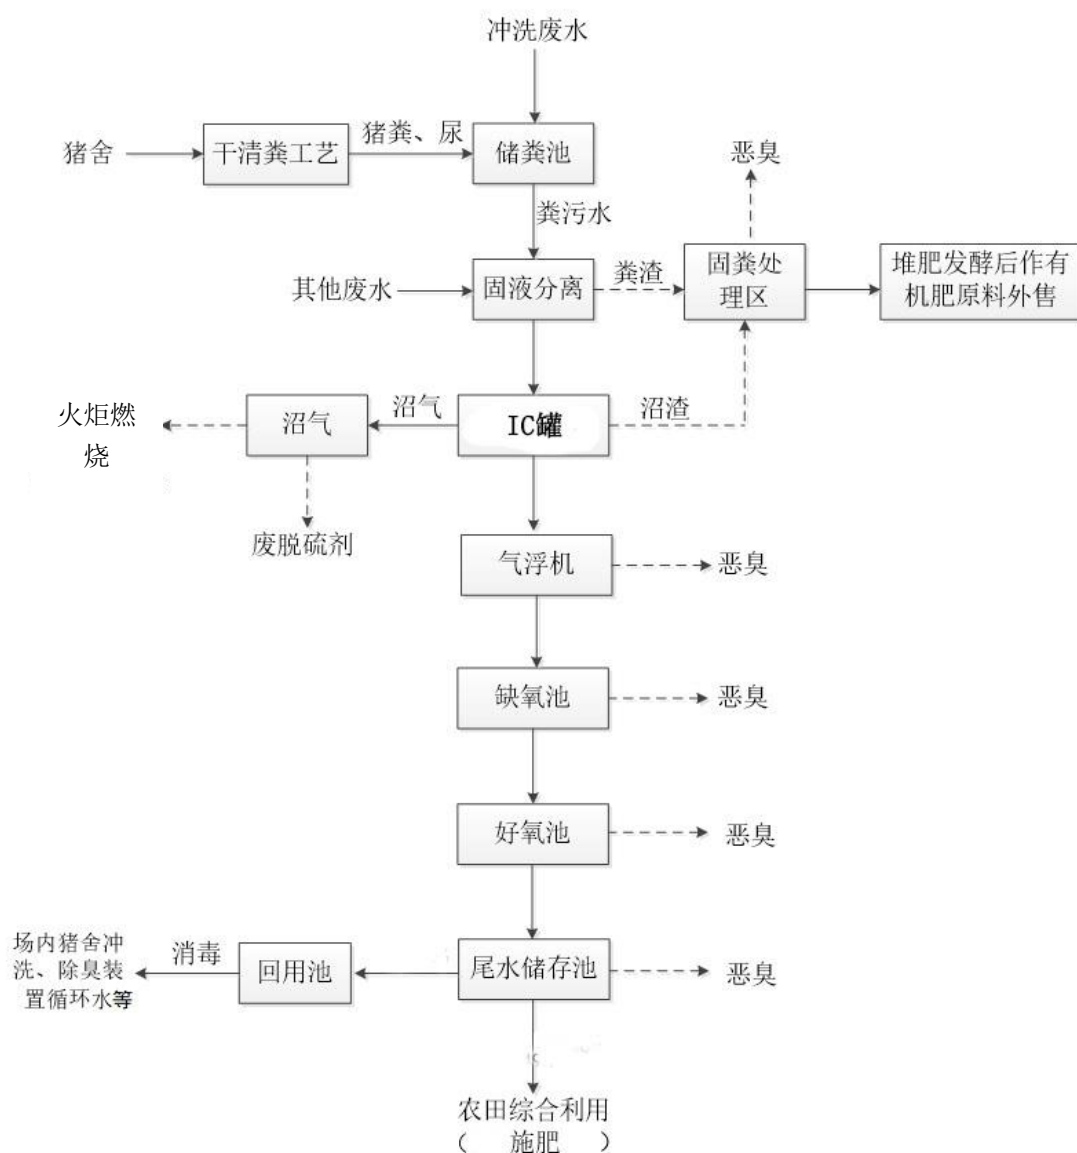 冲洗废水
猪舍
干清粪工艺
猪粪、尿
储粪池
恶臭
粪污水
其他废水
固液分离
粪渣
固粪处
理区
堆肥发酵后作有
机肥原料外售
火炬燃
烧
沼气
沼气
IC罐
沼渣
废脱硫剂
气浮机
恶臭
缺氧池
恶臭
好氧池
恶臭
场内猪舍冲
洗、除臭装
置循环水等
消毒
回用池
尾水储存池
恶臭
农田综合利用
（ 施肥 ）